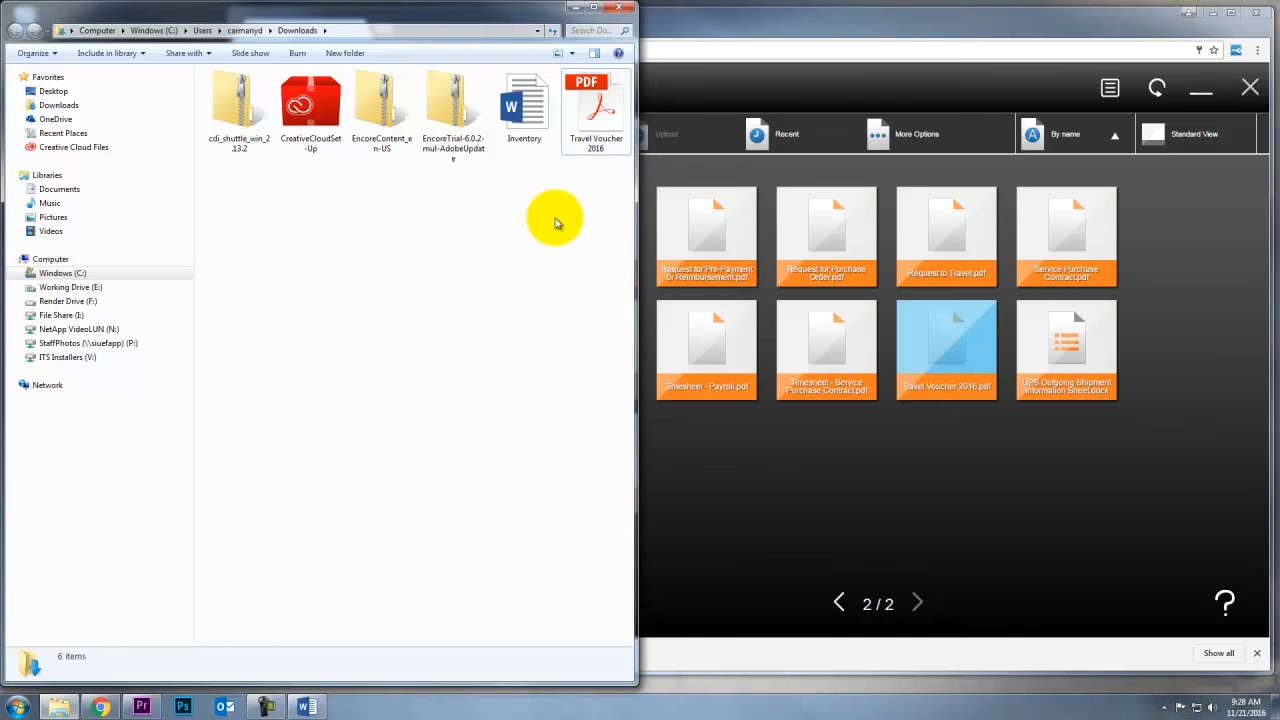 Computer Windows (C:) Users carmanyd Downloads
Search Do...
Organize
Include in library
Share with
Slide show
Burn
New folder
Favorites
Desktop
Downloads
OneDrive
Recent Places
Creative Cloud Files
Libraries
Documents
Music
Pictures
Videos
Computer
Windows (C:)
Working Drive (E:)
Render Drive (F:)
File Share (I:)
NetApp VideoLUN (N:)
StaffPhotos (\\siuefapp) (P:)
ITS Installers (V:)
Network
cdi_shuttle_win_2
.13.2
CreativeCloudSet
-Up
EncoreContent_e
n-US
EncoreTrial-6.0.2-
mul-AdobeUpdat
e
W
Inventory
PDF
Travel Voucher
2016
6 items
Upload
Recent
More Options
A
By name
Standard View
Request for Pre-Payment
or Reimbursement.pdf
Request for Purchase
Order.pdf
Request to Travel.pdf
Service Purchase
Contract.pdf
Timesheet - Payroll.pdf
Timesheet - Service
Purchase Contract.pdf
Travel Voucher 2016.pdf
UPS Outgoing Shipment
Information Sheet.docx
2 / 2
?
Show all
Pr
Ps
9:28 AM
11/21/2016